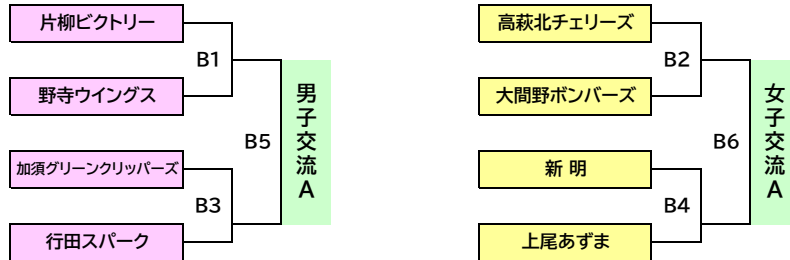 片柳ビクトリー
B1
野寺ウイングス
B5
男子交流A
加須グリーンクリッパーズ
B3
行田スパーク
高萩北チェリーズ
B2
大間野ボンバーズ
B6
女子交流A
新 明
B4
上尾あずま